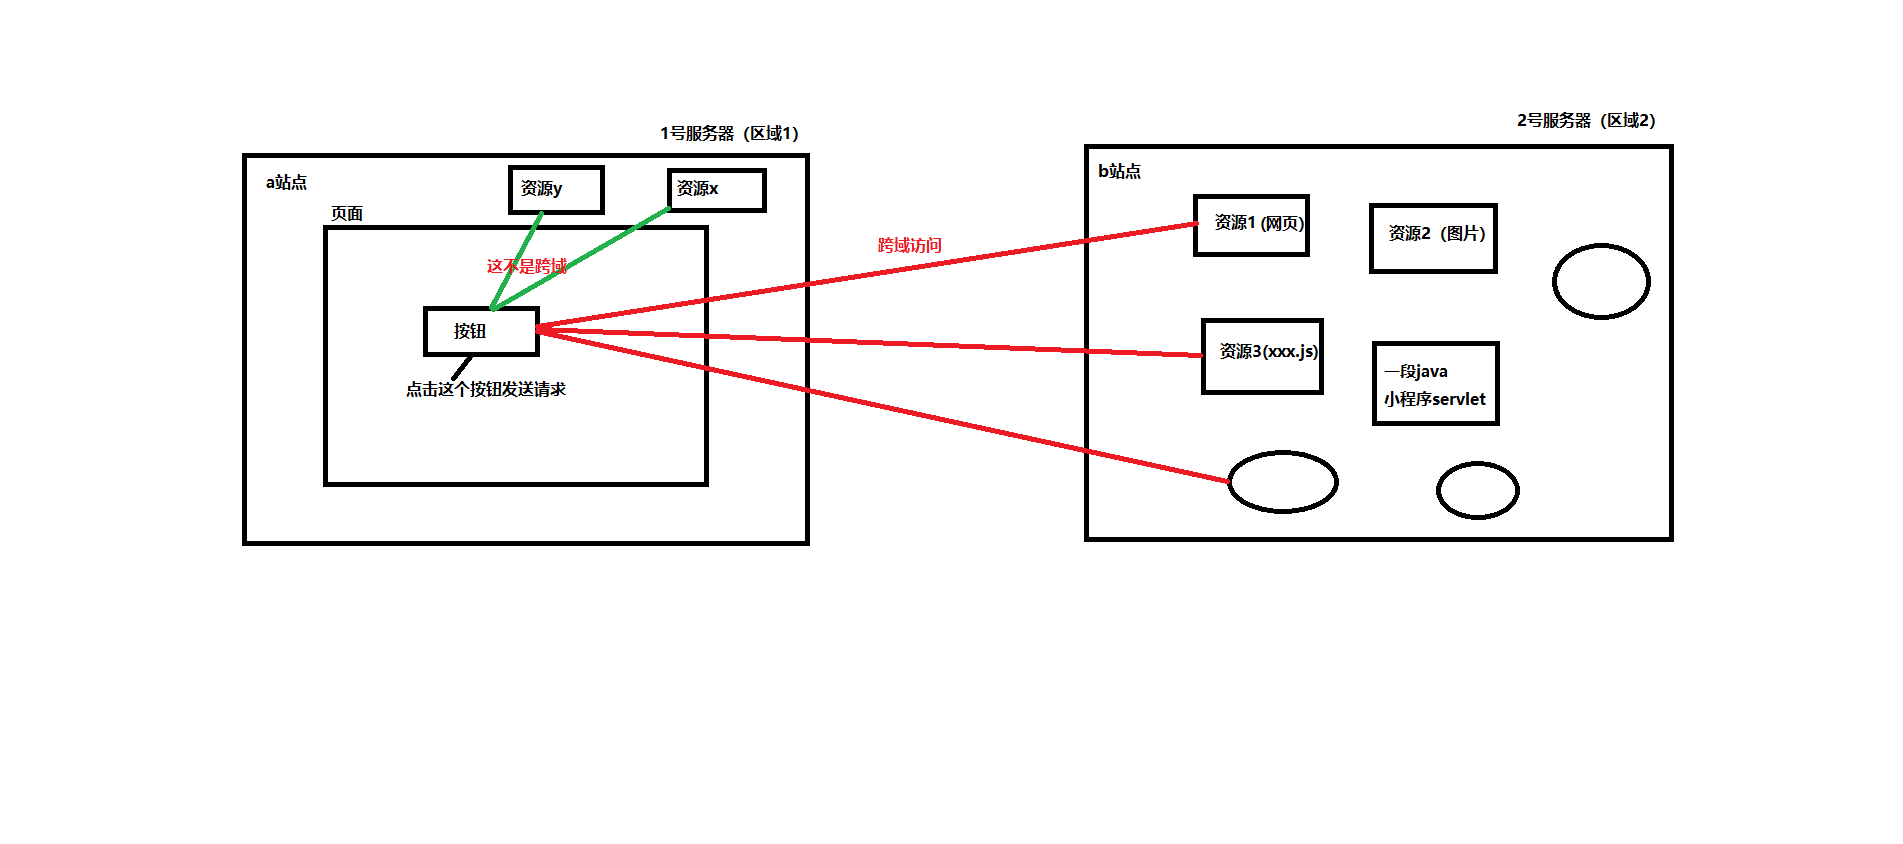 1号服务器（区域1）
a站点
资源y
资源x
页面
这不是跨域
按钮
点击这个按钮发送请求
跨域访问
2号服务器（区域2）
b站点
资源1 (网页)
资源2（图片）
资源3(xxx.js)
一段java
小程序servlet